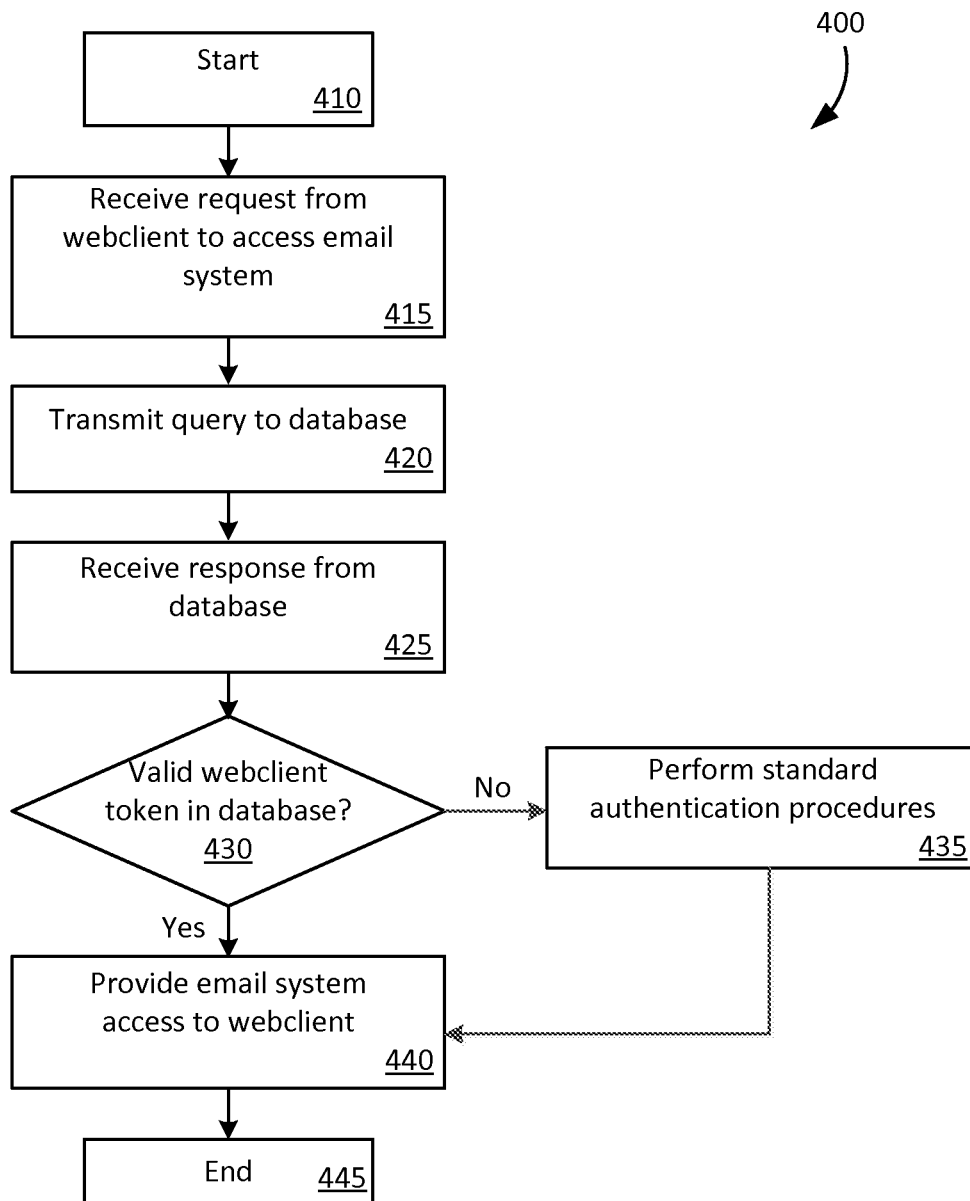 400
Start
410
Receive request from
webclient to access email
system
415
Transmit query to database
420
Receive response from
database
425
Valid webclient
token in database?
430
No
Perform standard
authentication procedures
435
Yes
Provide email system
access to webclient
440
End
445